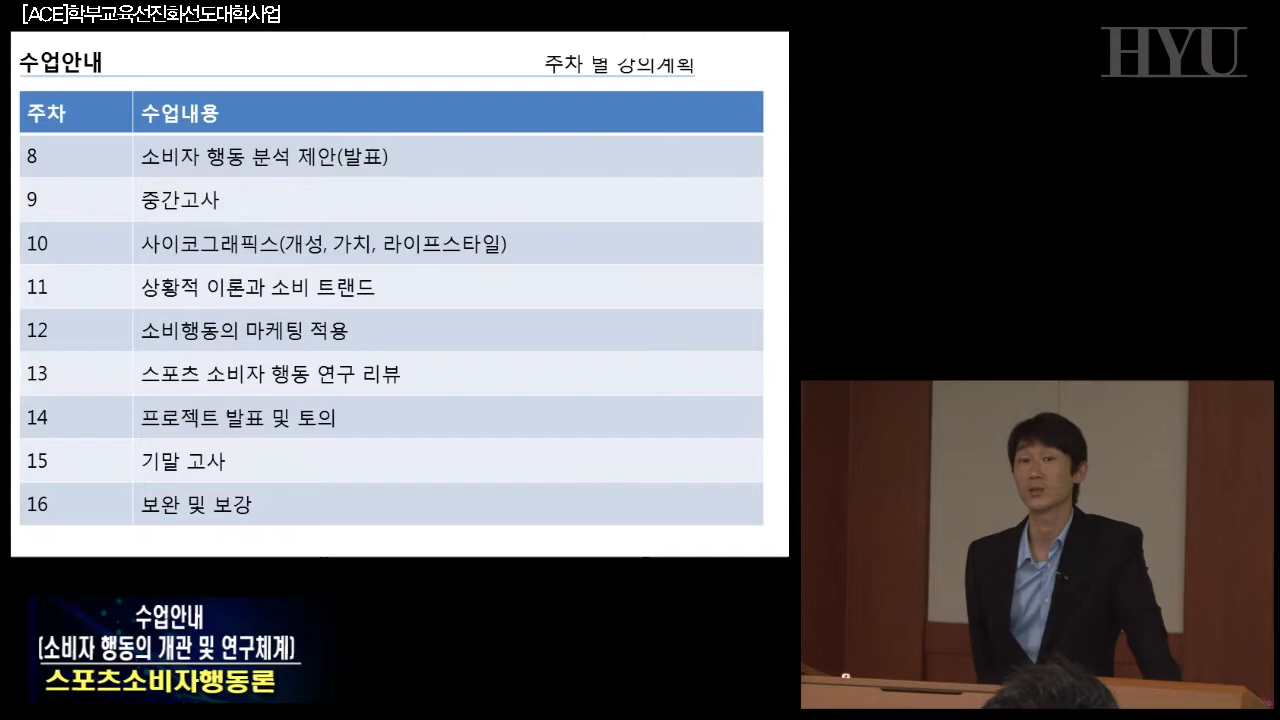 [ACE]학부교육선진화선도대학사업
HYU
수업안내
주차 별 강의계획
주차 수업내용
8 소비자 행동 분석 제안(발표)
9 중간고사
10 사이코그래픽스(개성, 가치, 라이프스타일)
11 상황적 이론과 소비 트랜드
12 소비행동의 마케팅 적용
13 스포츠 소비자 행동 연구 리뷰
14 프로젝트 발표 및 토의
15 기말 고사
16 보완 및 보강
수업안내
(소비자 행동의 개관 및 연구체계)
스포츠소비자행동론